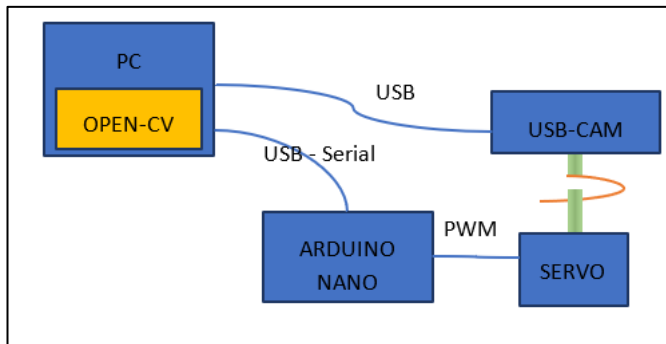 PC
OPEN-CV
USB
USB-CAM
USB - Serial
ARDUINO
NANO
PWM
SERVO